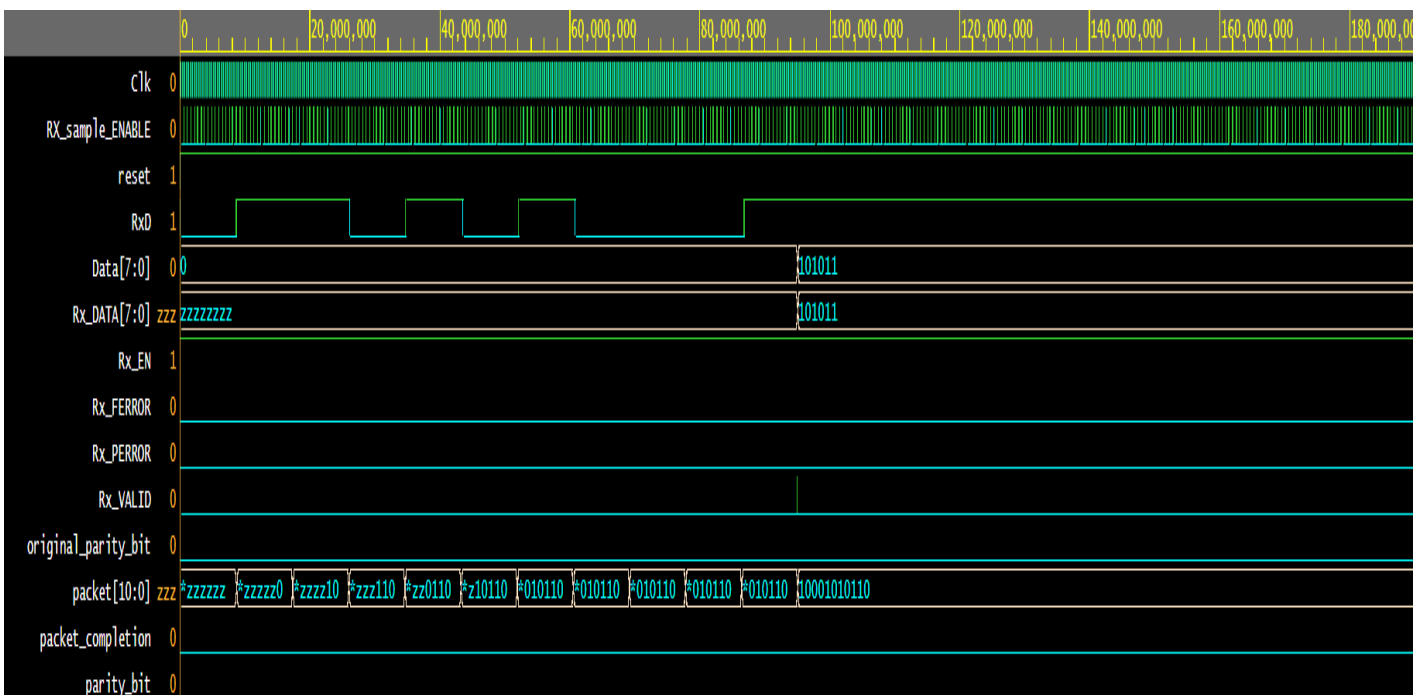 0 20,000,000 40,000,000 60,000,000 80,000,000 100,000,000 120,000,000 140,000,000 160,000,000 180,000,00
Clk 0
RX_sample_ENABLE 0
reset 1
RxD 1
Data[7:0] 0 0 101011
Rx_DATA[7:0] zzz zzzzzzzz 101011
Rx_EN 1
Rx_FERROR 0
Rx_PERROR 0
Rx_VALID 0
original_parity_bit 0
packet[10:0] zzz *zzzzzz *zzzzz0 *zzzz10 *zzz110 *zz0110 *z10110 *010110 *010110 *010110 *010110 *010110 10001010110
packet_completion 0
parity_bit 0